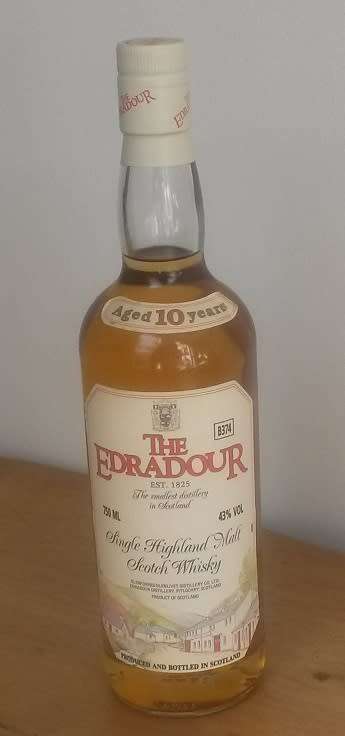 THE
EDRADOUR
Aged 10 years
B374
THE
EDRADOUR
EST. 1825
The smallest distillery
in Scotland
750 ML
43% VOL
Single Highland Malt
Scotch Whisky
PRODUCT OF SCOTLAND
PRODUCED AND BOTTLED IN SCOTLAND